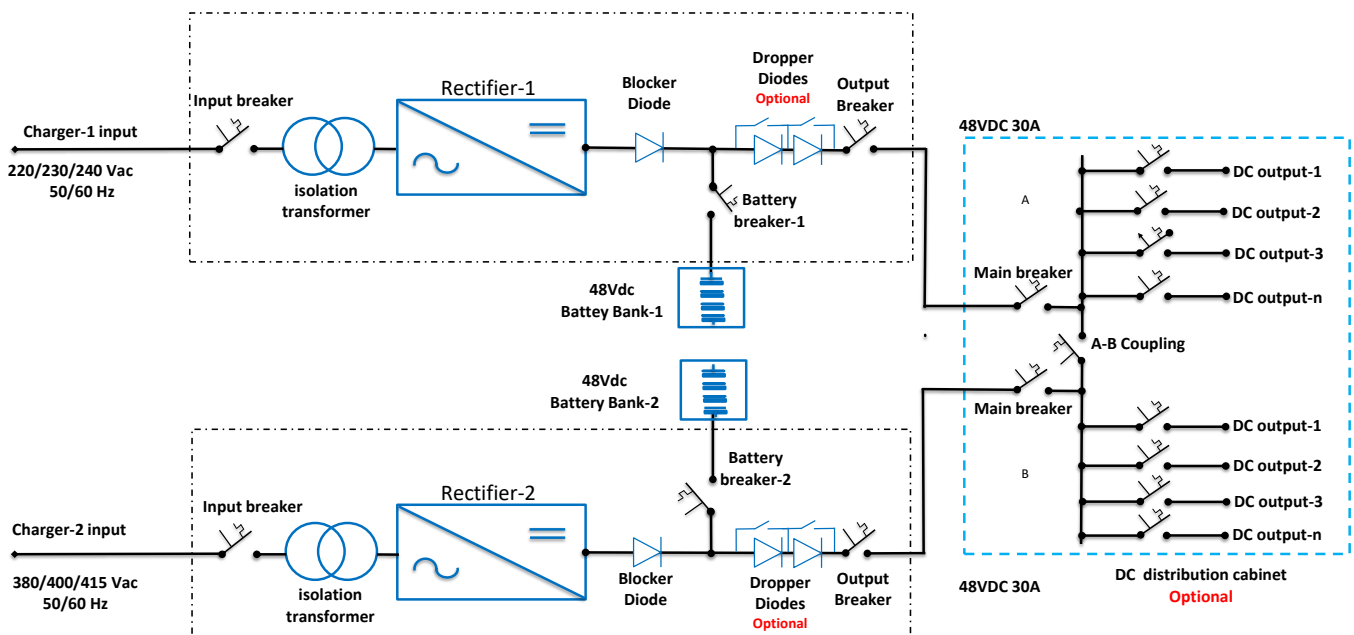 Rectifier-1
Blocker
Diode
Dropper
Diodes
Optional
Output
Breaker
Input breaker
Charger-1 input
220/230/240 Vac
50/60 Hz
isolation
transformer
Battery
breaker-1
48Vdc
Battey Bank-1
48VDC 30A
A
DC output-1
DC output-2
DC output-3
DC output-n
Main breaker
A-B Coupling
48Vdc
Battery Bank-2
Main breaker
B
DC output-1
DC output-2
DC output-3
DC output-n
Battery
breaker-2
Rectifier-2
Input breaker
Charger-2 input
380/400/415 Vac
50/60 Hz
isolation
transformer
Blocker
Diode
Dropper
Diodes
Optional
Output
Breaker
48VDC 30A
DC distribution cabinet
Optional